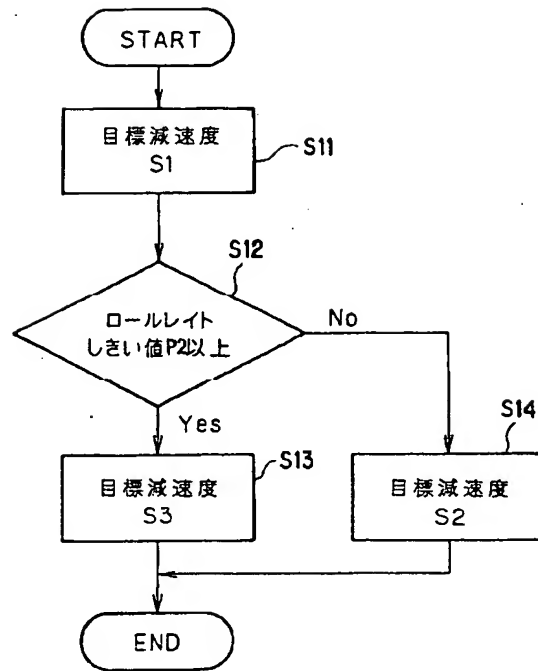 START
目標減速度
S1
S11
S12
ロールレイト
しきい値P2以上
No
Yes
S13
S14
目標減速度
S3
目標減速度
S2
END